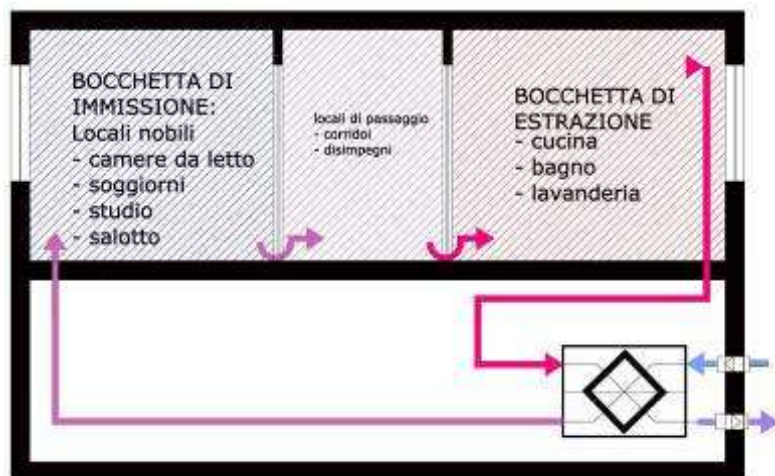 BOCCHETTA DI
IMMISSIONE:
Locali nobili
- camere da letto
- soggiorni
- studio
- salotto
locali di passaggio
- corridoi
- disimpegni
BOCCHETTA DI
ESTRAZIONE
- cucina
- bagno
- lavanderia